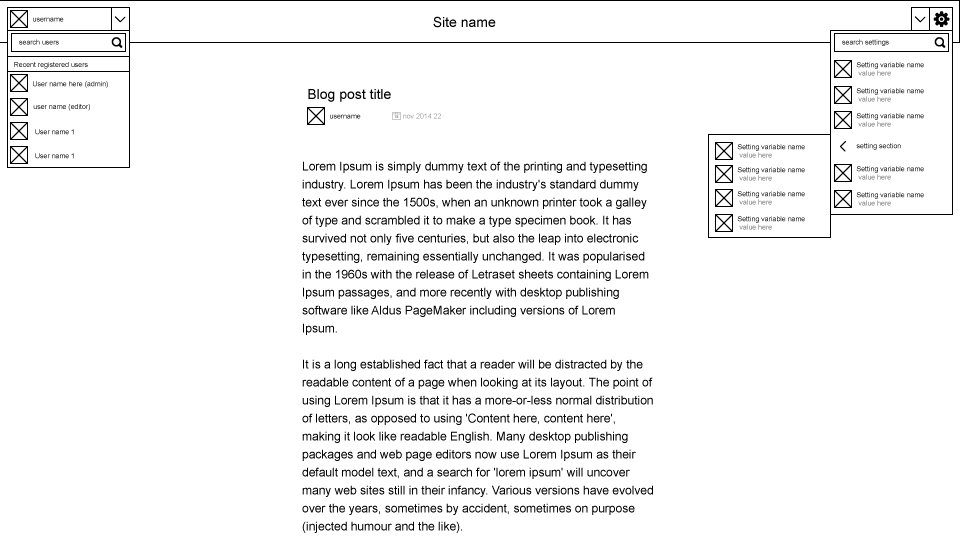 username
Site name
search users
Recent registered users
User name here (admin)
user name (editor)
User name 1
User name 1
search settings
Setting variable name
value here
Setting variable name
value here
Setting variable name
value here
setting section
Setting variable name
value here
Setting variable name
value here
Setting variable name
value here
Setting variable name
value here
Setting variable name
value here
Setting variable name
value here
Blog post title
username
nov 2014 22
Lorem Ipsum is simply dummy text of the printing and typesetting
industry. Lorem Ipsum has been the industry's standard dummy
text ever since the 1500s, when an unknown printer took a galley
of type and scrambled it to make a type specimen book. It has
survived not only five centuries, but also the leap into electronic
typesetting, remaining essentially unchanged. It was popularised
in the 1960s with the release of Letraset sheets containing Lorem
Ipsum passages, and more recently with desktop publishing
software like Aldus PageMaker including versions of Lorem
Ipsum.
It is a long established fact that a reader will be distracted by the
readable content of a page when looking at its layout. The point of
using Lorem Ipsum is that it has a more-or-less normal distribution
of letters, as opposed to using 'Content here, content here',
making it look like readable English. Many desktop publishing
packages and web page editors now use Lorem Ipsum as their
default model text, and a search for 'lorem ipsum' will uncover
many web sites still in their infancy. Various versions have evolved
over the years, sometimes by accident, sometimes on purpose
(injected humour and the like).